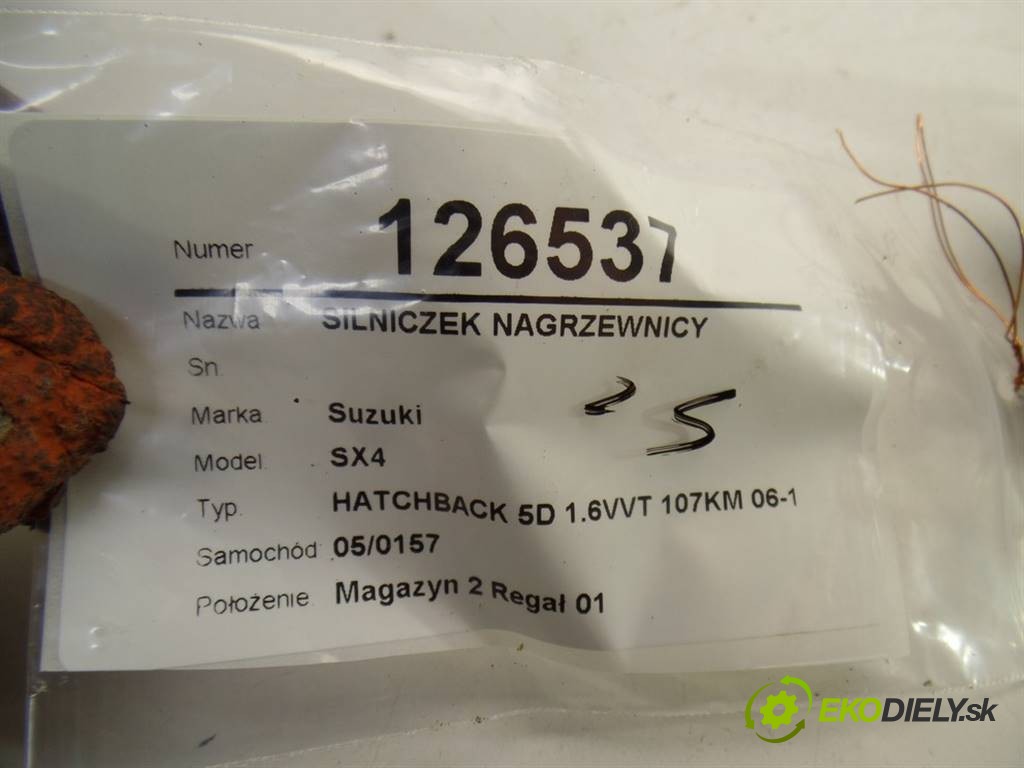 Numer 126537
Nazwa SILNICZEK NAGRZEWNICY
Sn.
Marka Suzuki
Model SX4
Typ. HATCHBACK 5D 1.6VVT 107KM 06-1
Samochód 05/0157
Położenie Magazyn 2 Regał 01
25
EKODIELY.sk